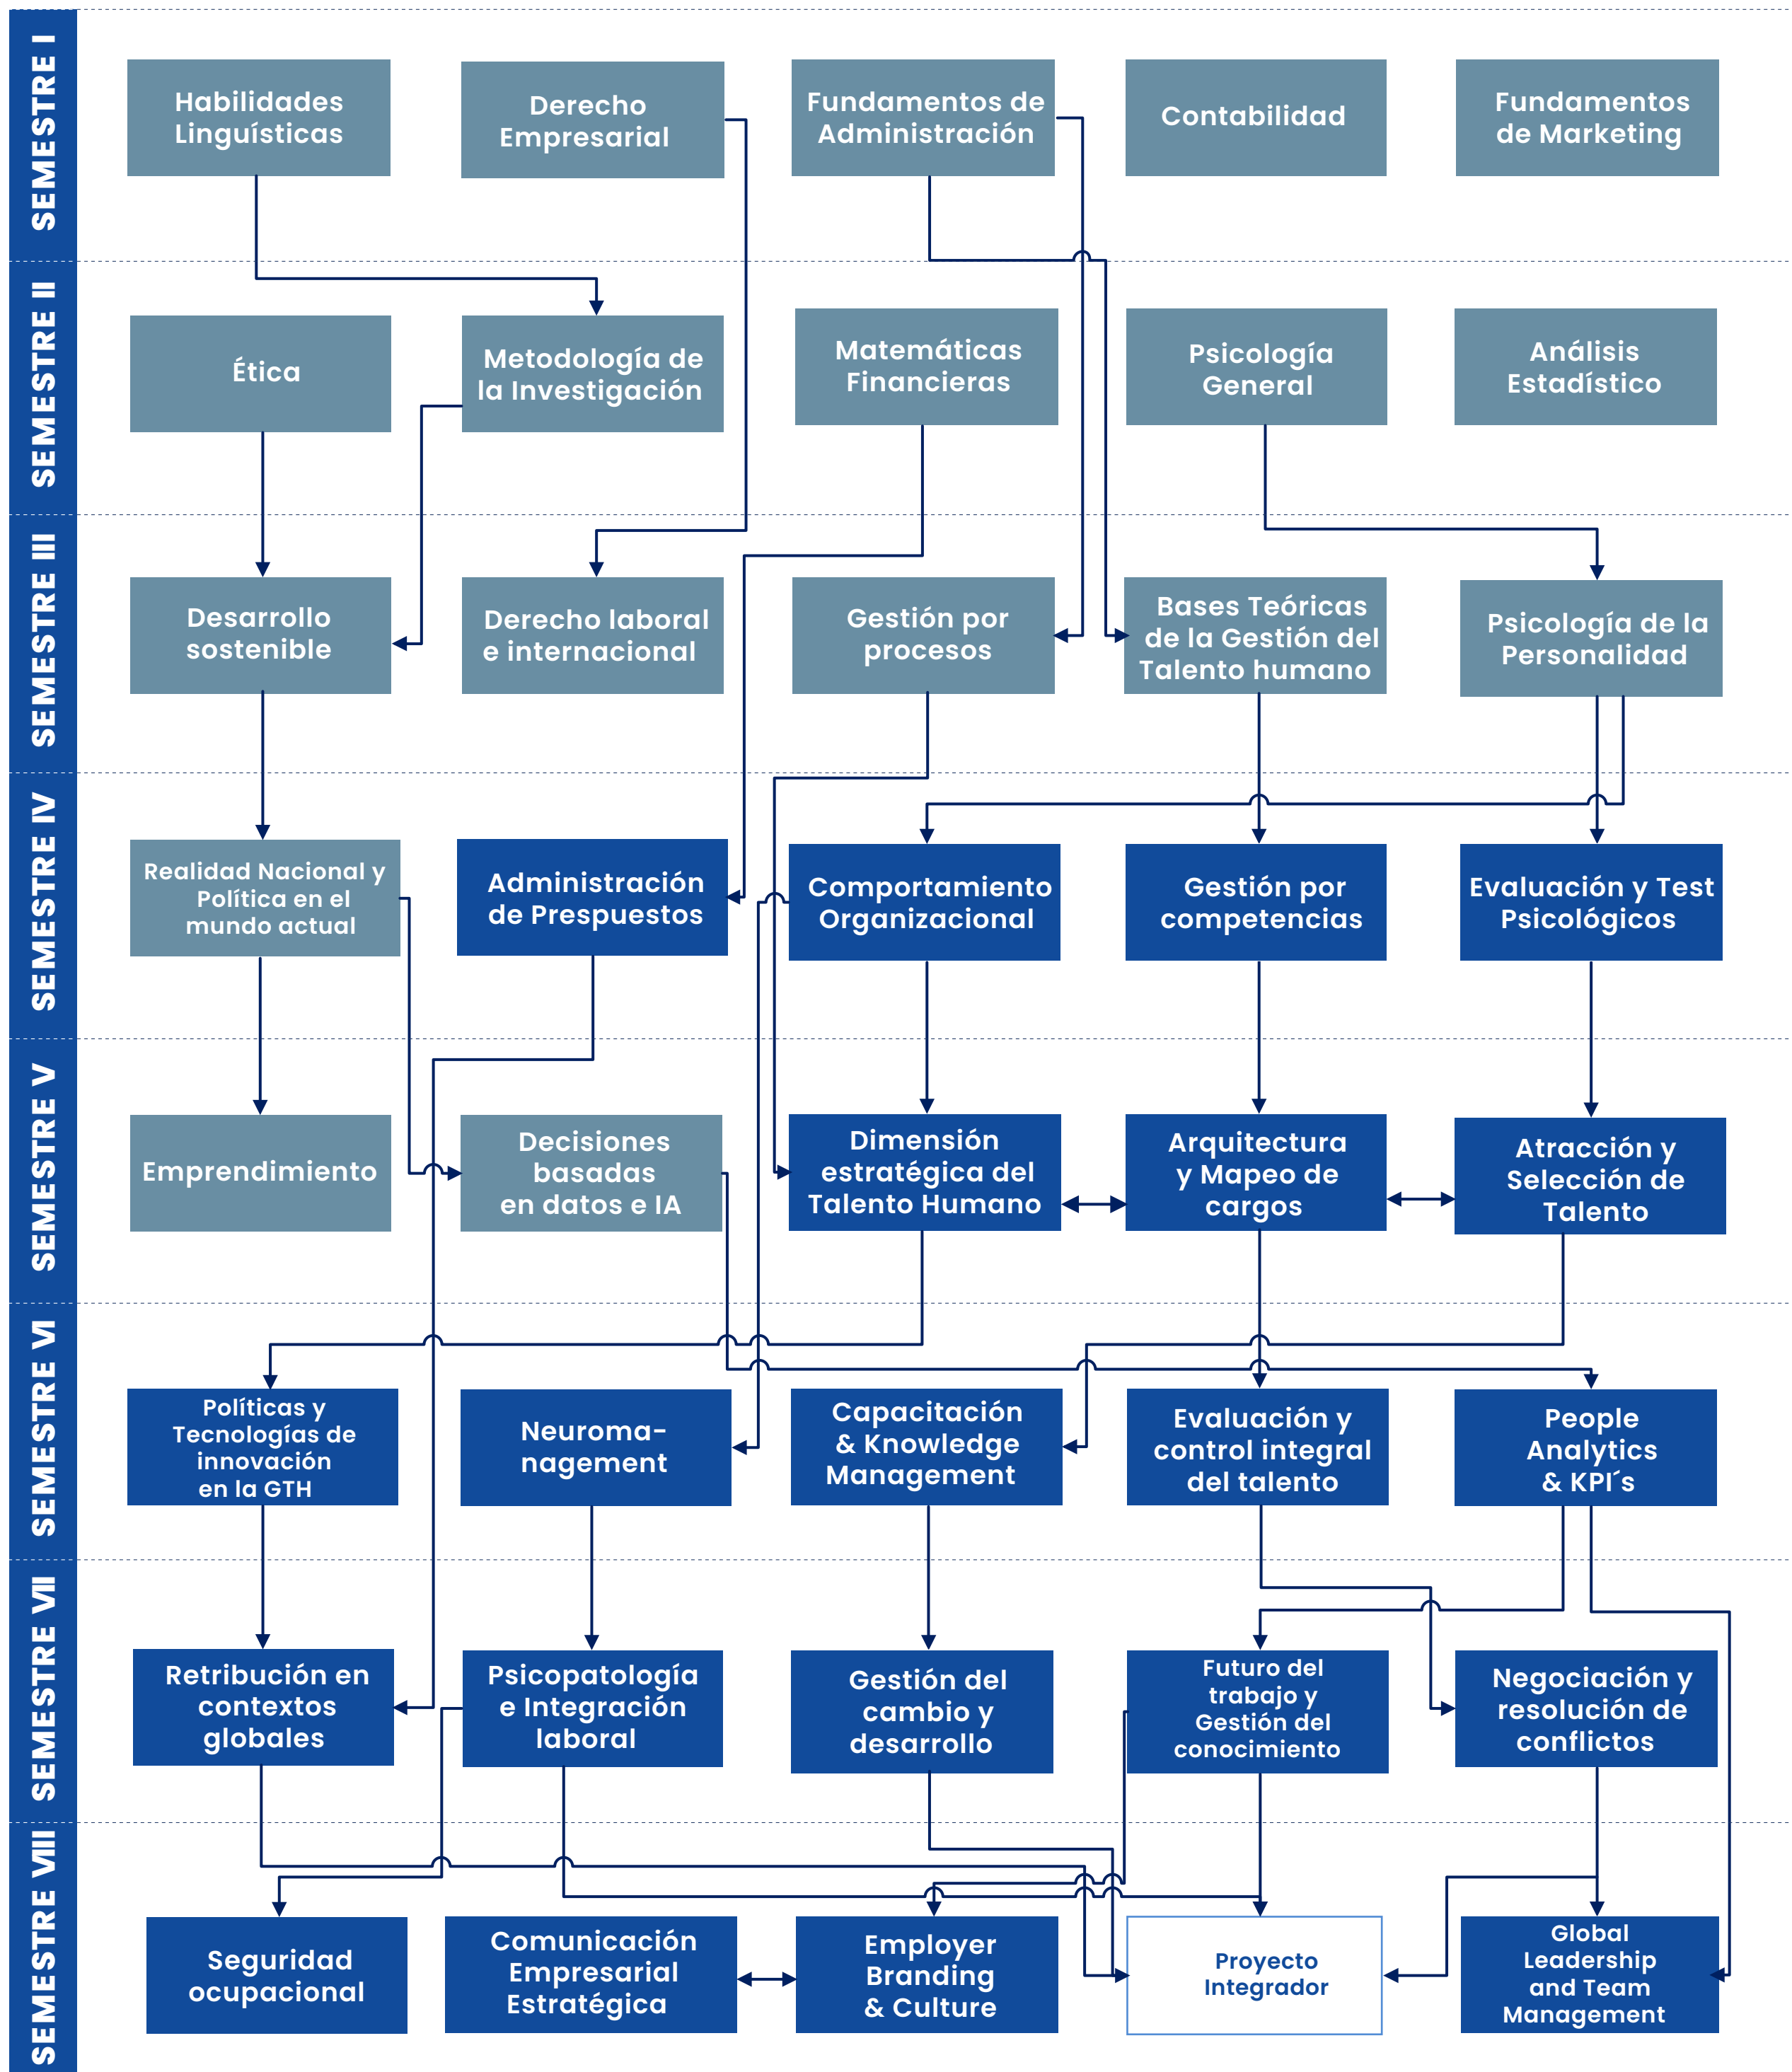 SEMESTRE I
Habilidades
Linguísticas
Derecho
Empresarial
Fundamentos de
Administración
Contabilidad
Fundamentos
de Marketing
SEMESTRE II
Ética
Metodología de
la Investigación
Matemáticas
Financieras
Psicología
General
Análisis
Estadístico
SEMESTRE III
Desarrollo
sostenible
Derecho laboral
e internacional
Gestión por
procesos
Bases Teóricas
de la Gestión del
Talento humano
Psicología de la
Personalidad
SEMESTRE IV
Realidad Nacional y
Política en el
mundo actual
Administración
de Prespuestos
Comportamiento
Organizacional
Gestión por
competencias
Evaluación y Test
Psicológicos
SEMESTRE V
Emprendimiento
Decisiones
basadas
en datos e IA
Dimensión
estratégica del
Talento Humano
Arquitectura
y Mapeo de
cargos
Atracción y
Selección de
Talento
SEMESTRE VI
Políticas y
Tecnologías de
innovación
en la GTH
Neuroma-
nagement
Capacitación
& Knowledge
Management
Evaluación y
control integral
del talento
People
Analytics
& KPI´s
SEMESTRE VII
Retribución en
contextos
globales
Psicopatología
e Integración
laboral
Gestión del
cambio y
desarrollo
Futuro del
trabajo y
Gestión del
conocimiento
Negociación y
resolución de
conflictos
SEMESTRE VIII
Seguridad
ocupacional
Comunicación
Empresarial
Estratégica
Employer
Branding
& Culture
Proyecto
Integrador
Global
Leadership
and Team
Management